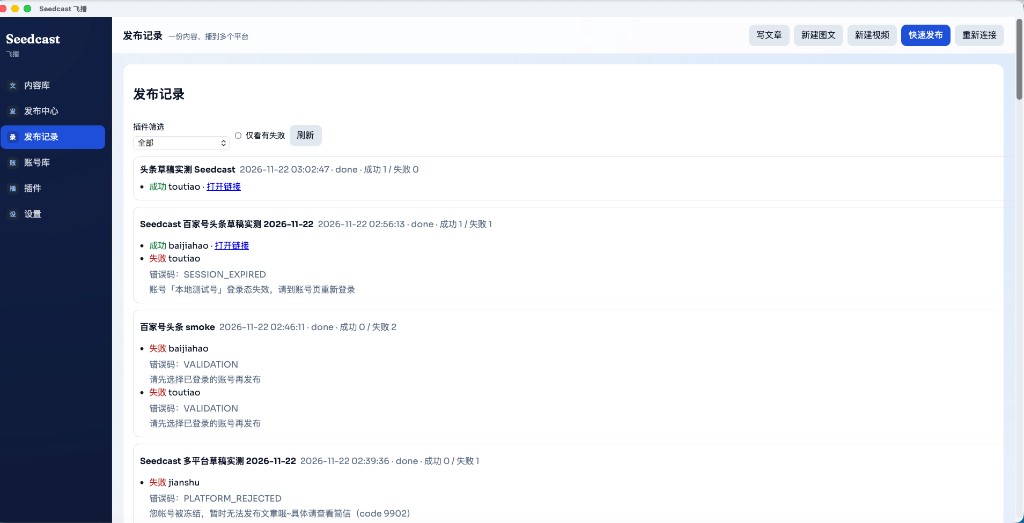 Seedcast 飞播
Seedcast
飞播
文 内容库
发 发布中心
录 发布记录
账 账号库
插 插件
设 设置
发布记录 一份内容，播到多个平台
写文章 新建图文 新建视频 快速发布 重新连接
发布记录
插件筛选
全部 仅看有失败 刷新
头条草稿实测 Seedcast 2026-11-22 03:02:47 · done · 成功 1 / 失败 0
• 成功 toutiao · 打开链接
Seedcast 百家号头条草稿实测 2026-11-22 2026-11-22 02:56:13 · done · 成功 1 / 失败 1
• 成功 baijiahao · 打开链接
• 失败 toutiao
错误码：SESSION_EXPIRED
账号「本地测试号」登录态失效，请到账号页重新登录
百家号头条 smoke 2026-11-22 02:46:11 · done · 成功 0 / 失败 2
• 失败 baijiahao
错误码：VALIDATION
请先选择已登录的账号再发布
• 失败 toutiao
错误码：VALIDATION
请先选择已登录的账号再发布
Seedcast 多平台草稿实测 2026-11-22 2026-11-22 02:39:36 · done · 成功 0 / 失败 1
• 失败 jianshu
错误码：PLATFORM_REJECTED
您帐号被冻结，暂时无法发布文章哦~具体请查看简信（code 9902）